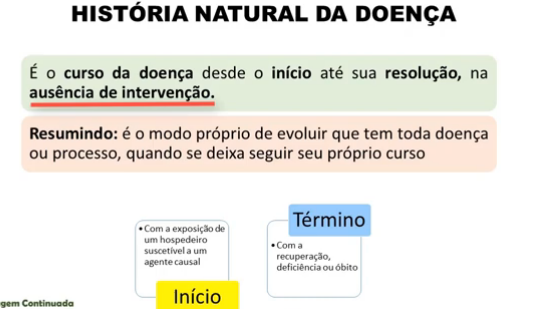 HISTÓRIA NATURAL DA DOENÇA
É o curso da doença desde o início até sua resolução, na
ausência de intervenção.
Resumindo: é o modo próprio de evoluir que tem toda doença
ou processo, quando se deixa seguir seu próprio curso
• Com a exposição de
um hospedeiro
suscetível a um
agente causal
Início
Término
• Com a
recuperação,
deficiência ou óbito
gem Continuada